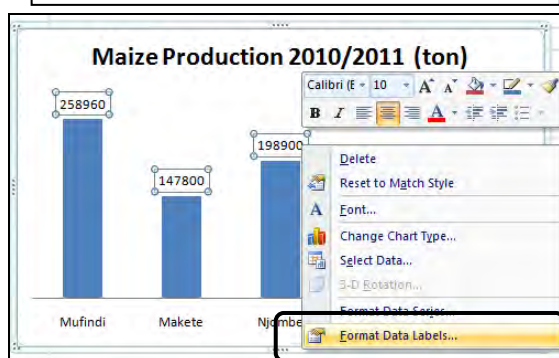 Maize Production 2010/2011 (ton)
Calibri (E 10 A A
B I A
258960
147800
198900
Delete
Reset to Match Style
A Font...
Change Chart Type...
Select Data...
3-D Rotation...
Format Data Series...
Format Data Labels...
Mufindi Makete Njombe